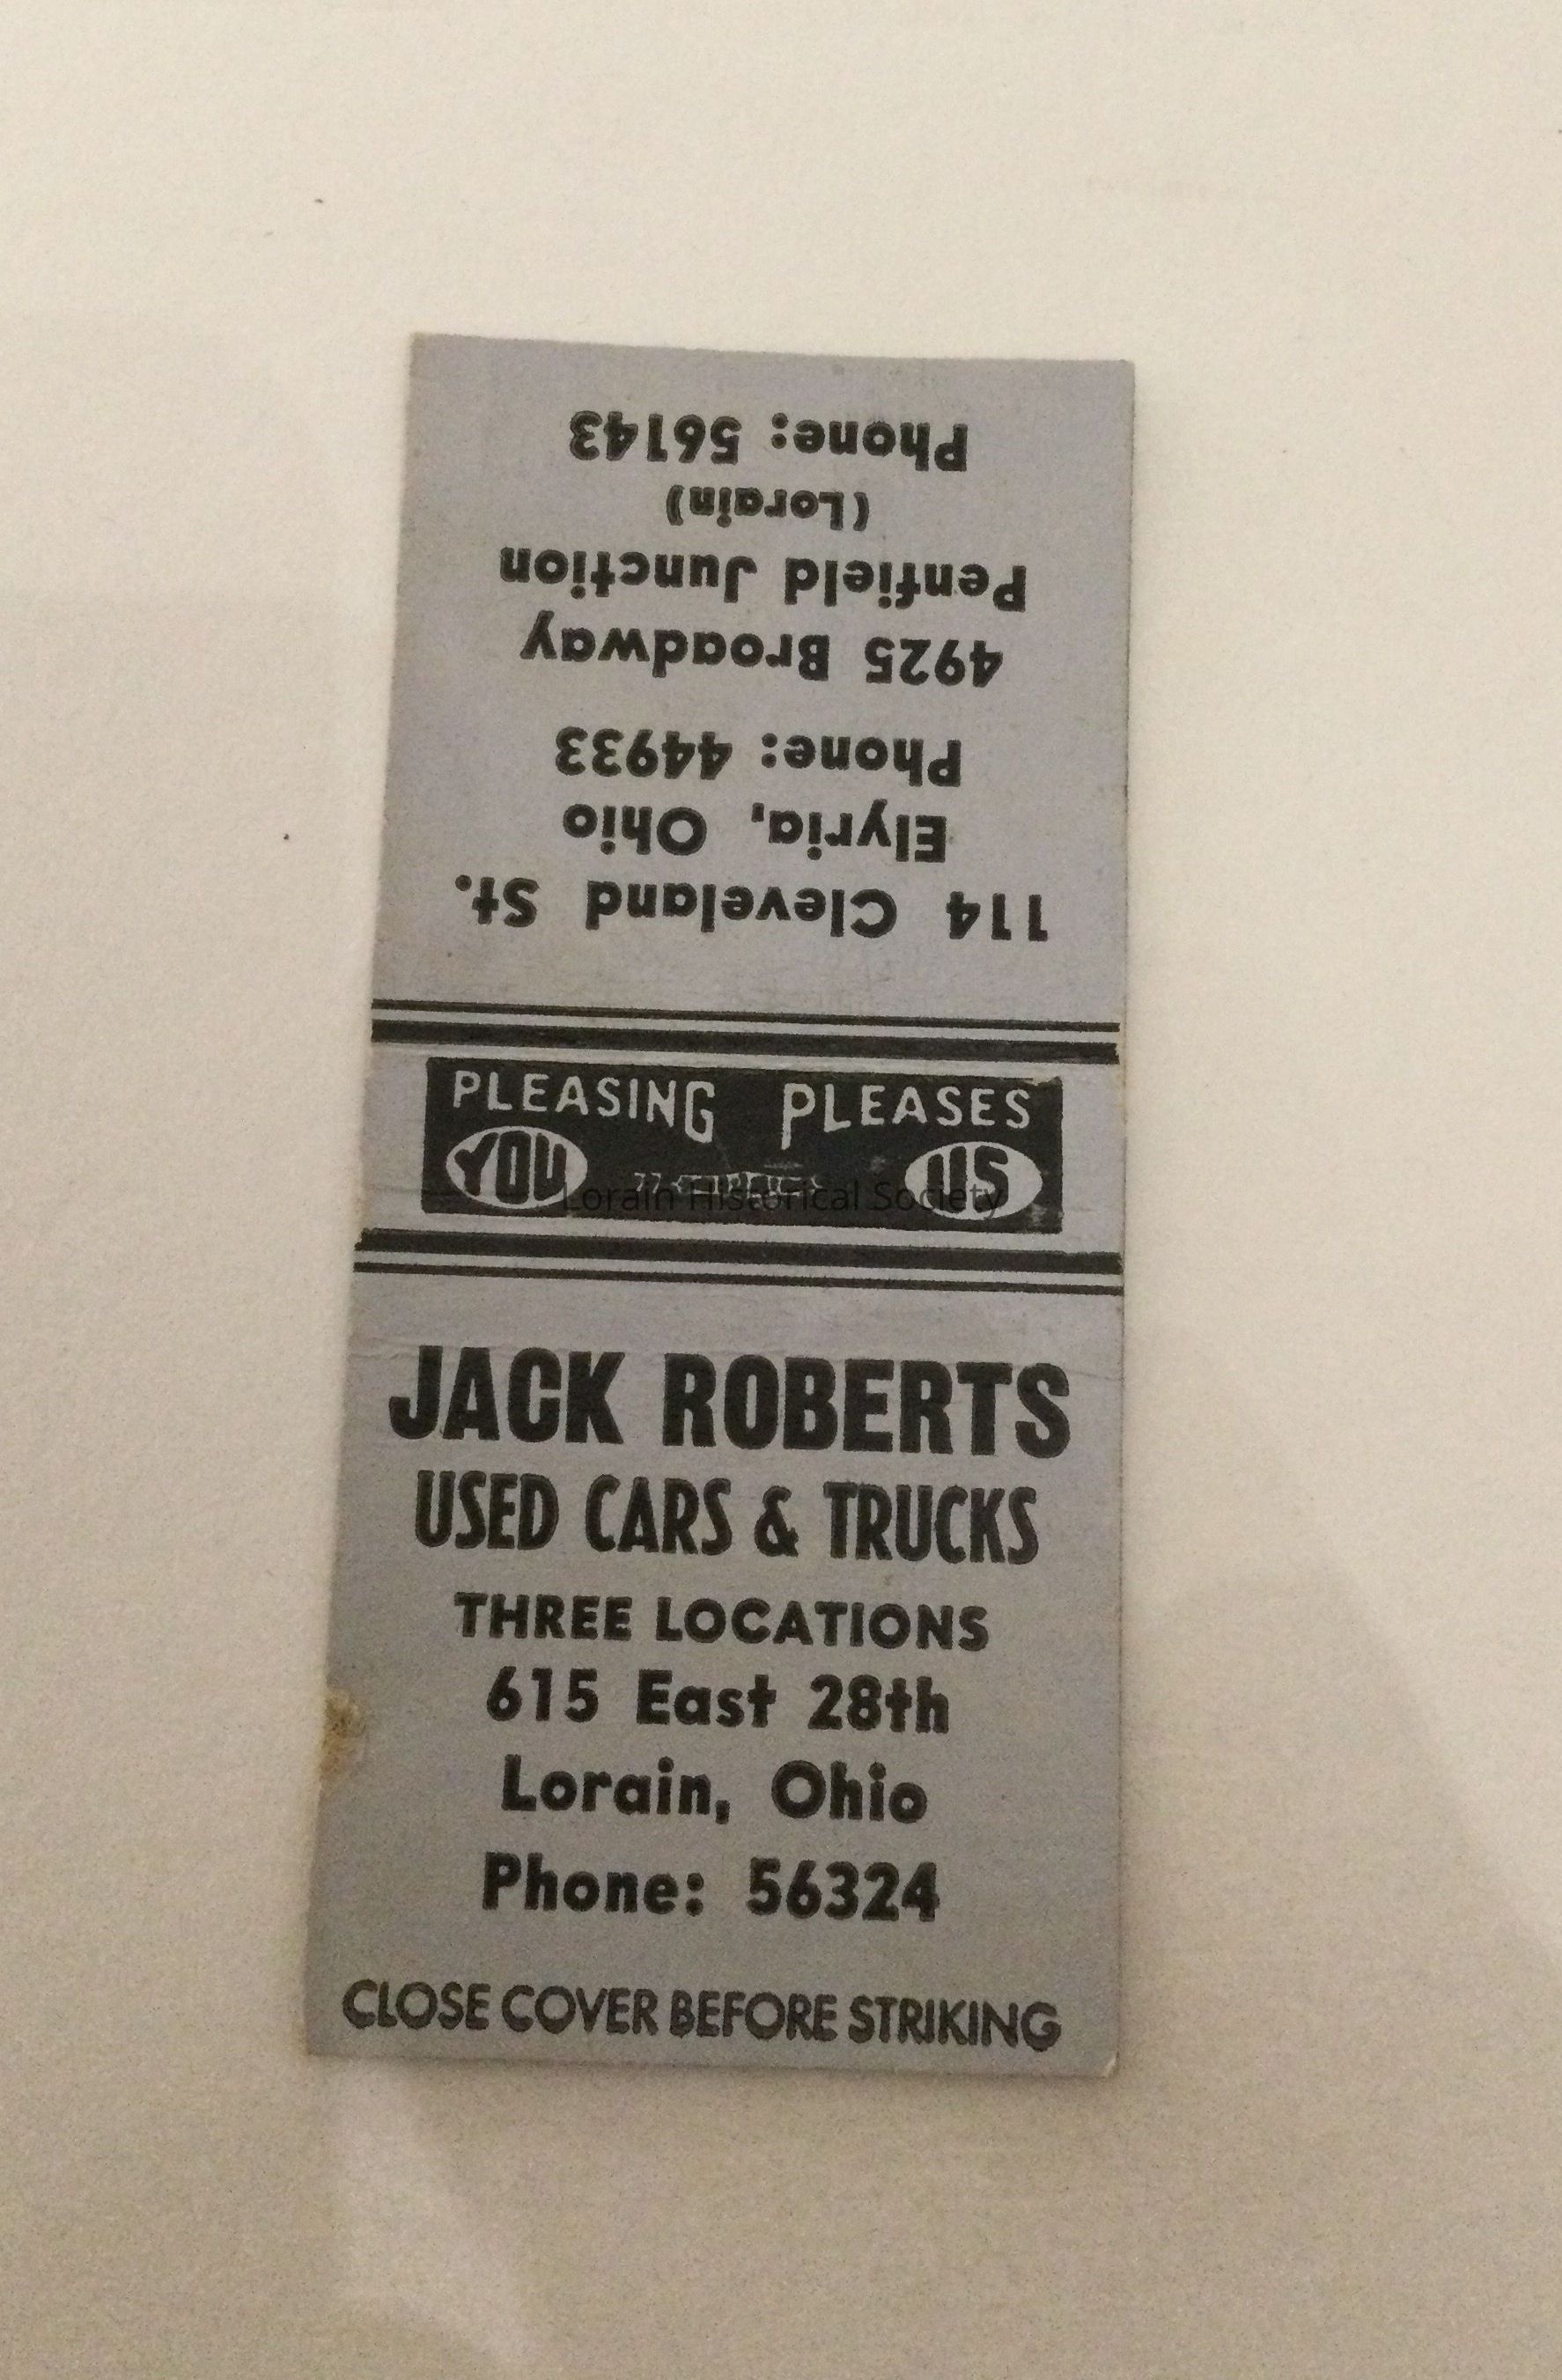 114 Cleveland St.
Elyria, Ohio
Phone: 44933
4925 Broadway
Penfield Junction
(Lorain)
Phone: 56143
PLEASING PLEASES
YOU US
Lorain Historical Society
JACK ROBERTS
USED CARS & TRUCKS
THREE LOCATIONS
615 East 28th
Lorain, Ohio
Phone: 56324
CLOSE COVER BEFORE STRIKING